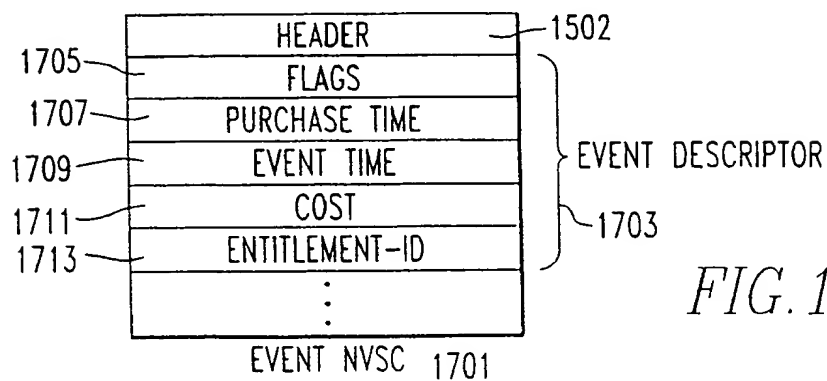 HEADER 1502
1705 FLAGS
1707 PURCHASE TIME
1709 EVENT TIME EVENT DESCRIPTOR
1711 COST 1703
1713 ENTITLEMENT-ID
FIG. 1
EVENT NVSC 1701